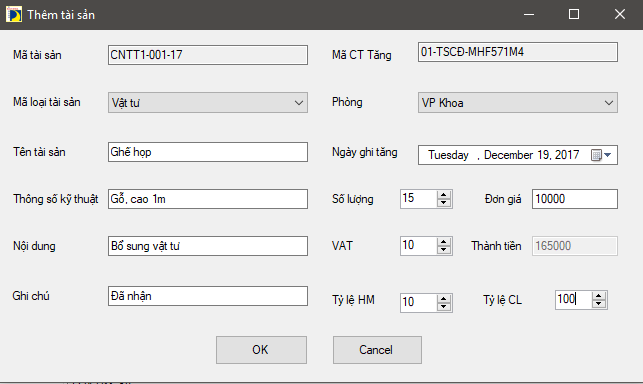 Thêm tài sản
Mã tài sản CNTT1-001-17 Mã CT Tăng 01-TSCĐ-MHF571M4
Mã loại tài sản Vật tư Phòng VP Khoa
Tên tài sản Ghế họp Ngày ghi tăng Tuesday , December 19, 2017
Thông số kỹ thuật Gỗ, cao 1m Số lượng 15 Đơn giá 10000
Nội dung Bổ sung vật tư VAT 10 Thành tiền 165000
Ghi chú Đã nhận Tỷ lệ HM 10 Tỷ lệ CL 100
OK Cancel